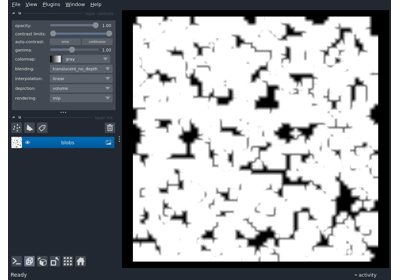 File View Plugins Window Help
opacity: 1.00
contrast limits:
auto-contrast: once continuous
gamma: 1.00
colormap: gray
blending: translucent_no_depth
interpolation: linear
depiction: volume
rendering: mip
blobs
Ready
activity